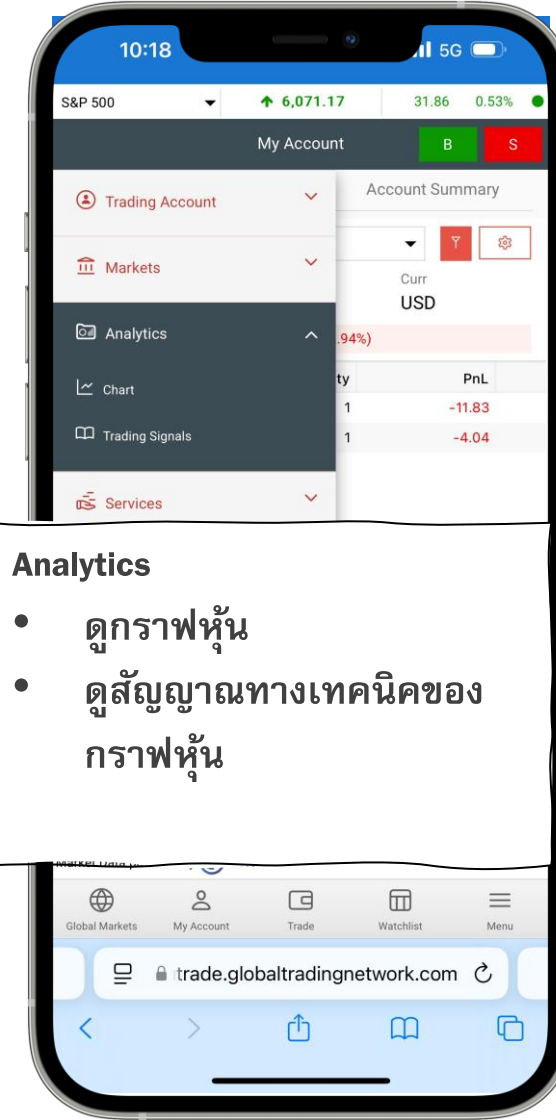 10:18
5G
S&P 500
6,071.17 31.86 0.53%
My Account B S
Trading Account
Account Summary
Markets
Curr
USD
Analytics
.94%)
ty PnL
Chart
1 -11.83
Trading Signals
1 -4.04
Services
Analytics
• ดูกราฟหุ้น
• ดูสัญญาณทางเทคนิคของ
กราฟหุ้น
Market Data
Global Markets My Account Trade Watchlist Menu
trade.globaltradingnetwork.com